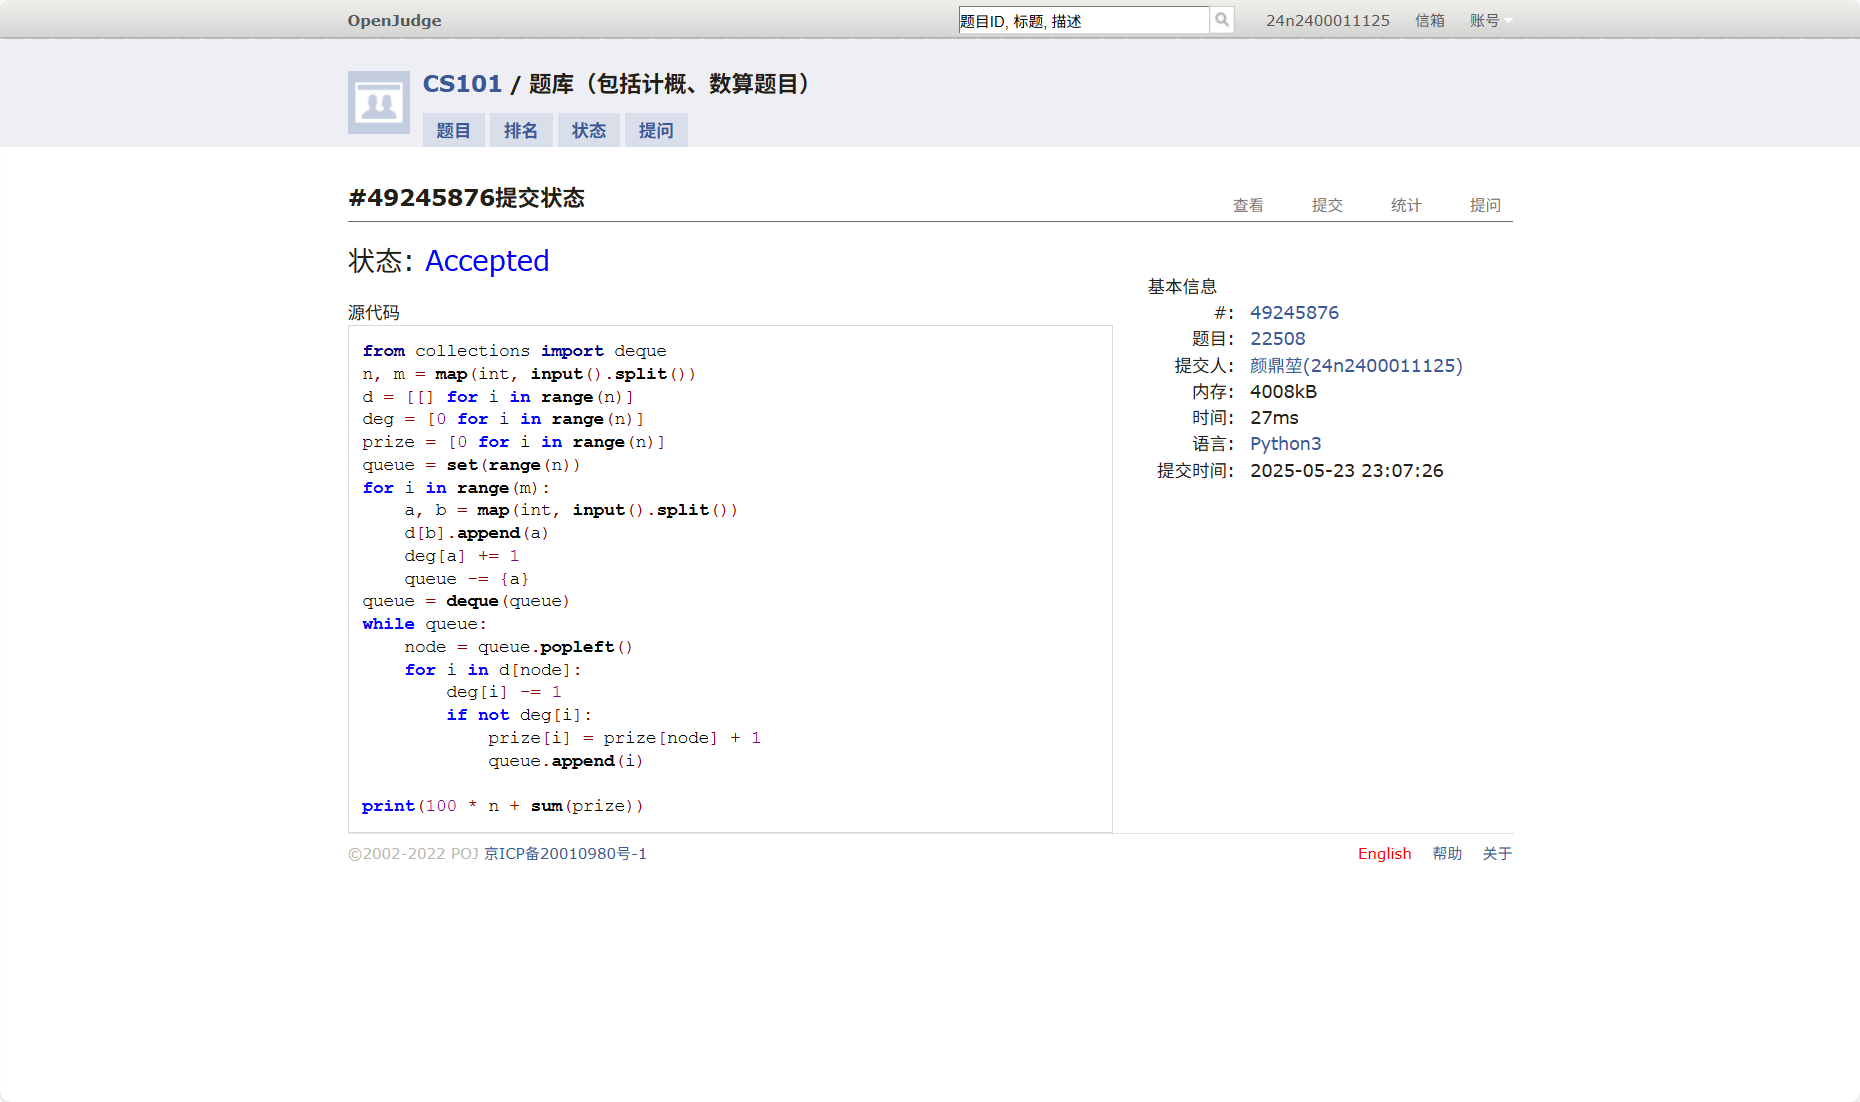 OpenJudge
题目ID, 标题, 描述
24n2400011125 信箱 账号
CS101 / 题库（包括计概、数算题目）
题目 排名 状态 提问
#49245876提交状态
查看 提交 统计 提问
状态: Accepted
源代码
from collections import deque
n, m = map(int, input().split())
d = [[] for i in range(n)]
deg = [0 for i in range(n)]
prize = [0 for i in range(n)]
queue = set(range(n))
for i in range(m):
    a, b = map(int, input().split())
    d[b].append(a)
    deg[a] += 1
    queue -= {a}
queue = deque(queue)
while queue:
    node = queue.popleft()
    for i in d[node]:
        deg[i] -= 1
        if not deg[i]:
            prize[i] = prize[node] + 1
            queue.append(i)
print(100 * n + sum(prize))
基本信息
#: 49245876
题目: 22508
提交人: 颜鼎堃(24n2400011125)
内存: 4008kB
时间: 27ms
语言: Python3
提交时间: 2025-05-23 23:07:26
©2002-2022 POJ 京ICP备20010980号-1
English 帮助 关于